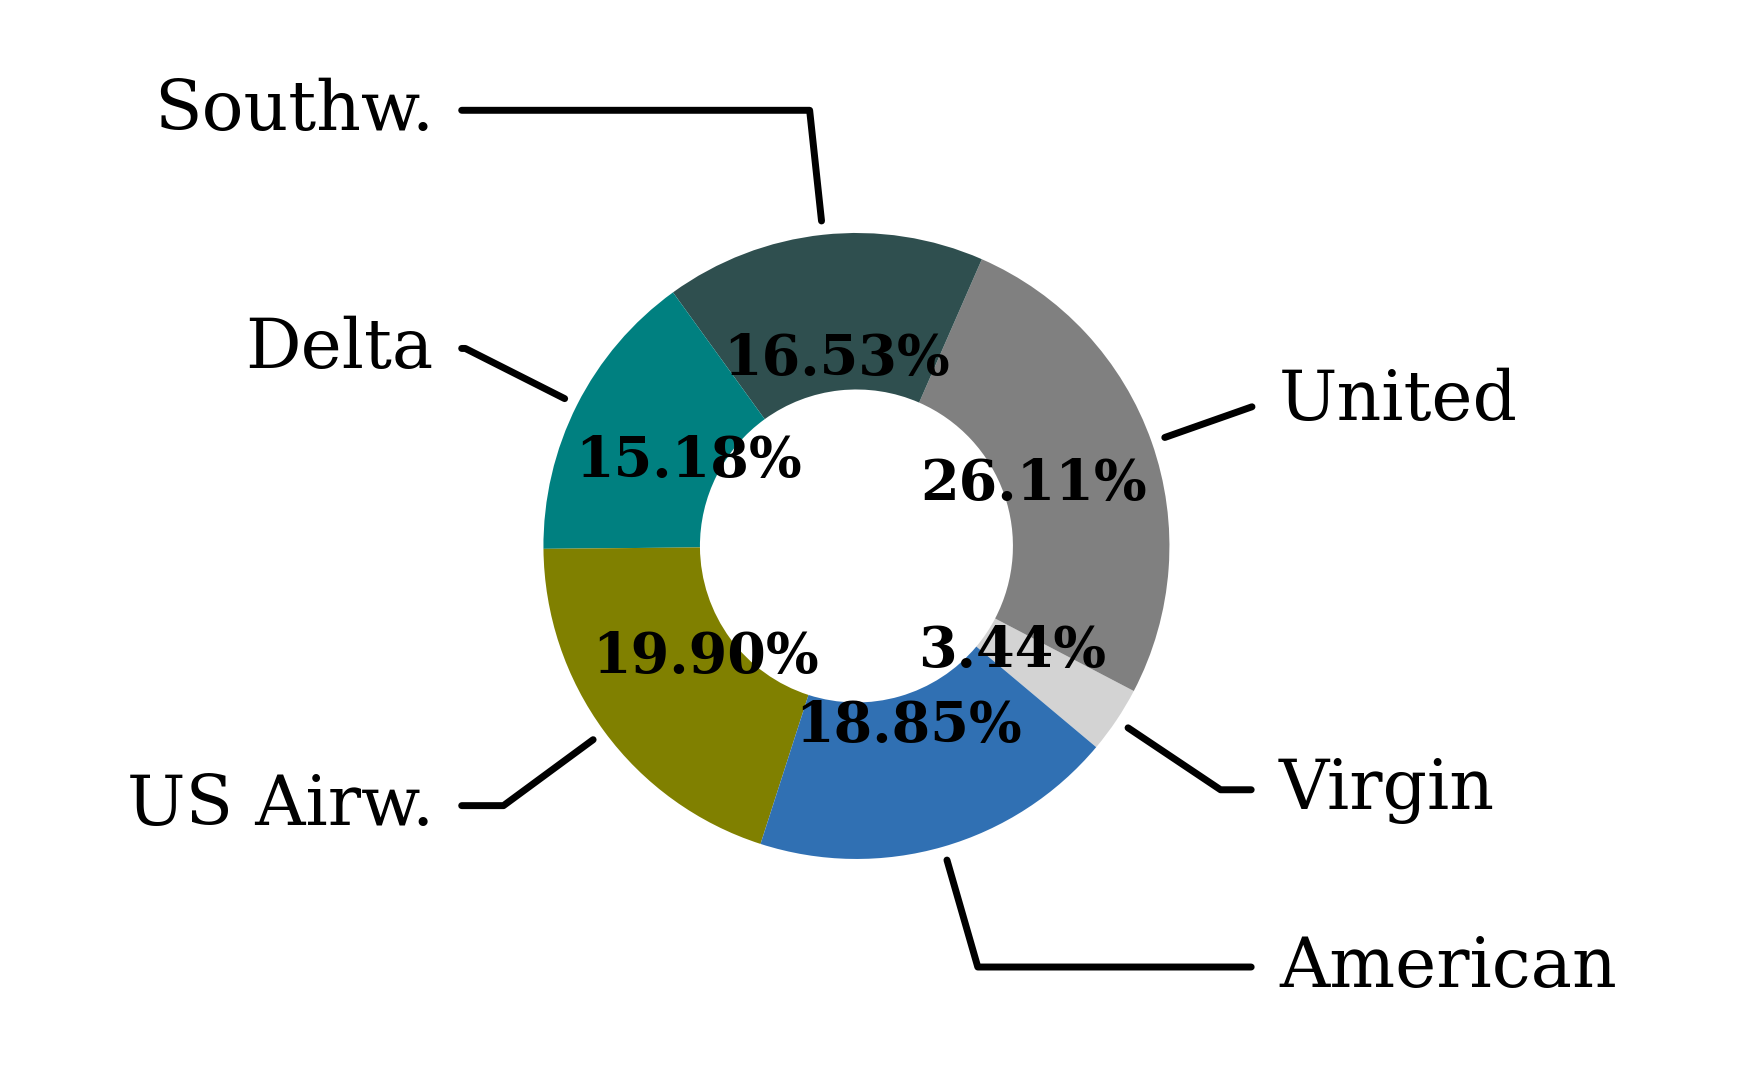 Southw.
Delta
United
16.53%
15.18%
26.11%
19.90%
3.44%
18.85%
US Airw.
Virgin
American